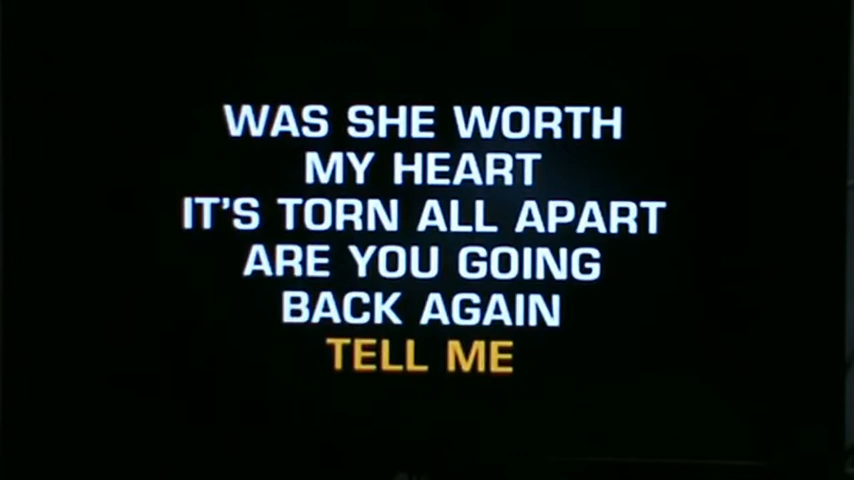 WAS SHE WORTH
MY HEART
IT'S TORN ALL APART
ARE YOU GOING
BACK AGAIN
TELL ME